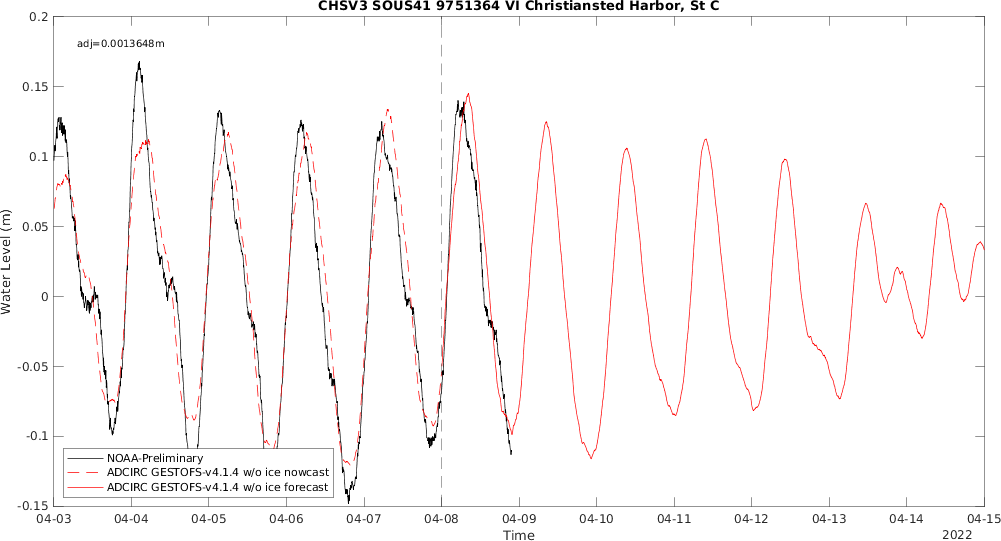 CHSV3 SOUS41 9751364 VI Christiansted Harbor, St C
adj=0.0013648m
0.2
0.15
0.1
0.05
0
-0.05
-0.1
-0.15
Water Level (m)
NOAA-Preliminary
ADCIRC GESTOFS-v4.1.4 w/o ice nowcast
ADCIRC GESTOFS-v4.1.4 w/o ice forecast
04-03 04-04 04-05 04-06 04-07 04-08 04-09 04-10 04-11 04-12 04-13 04-14 04-15
Time
2022